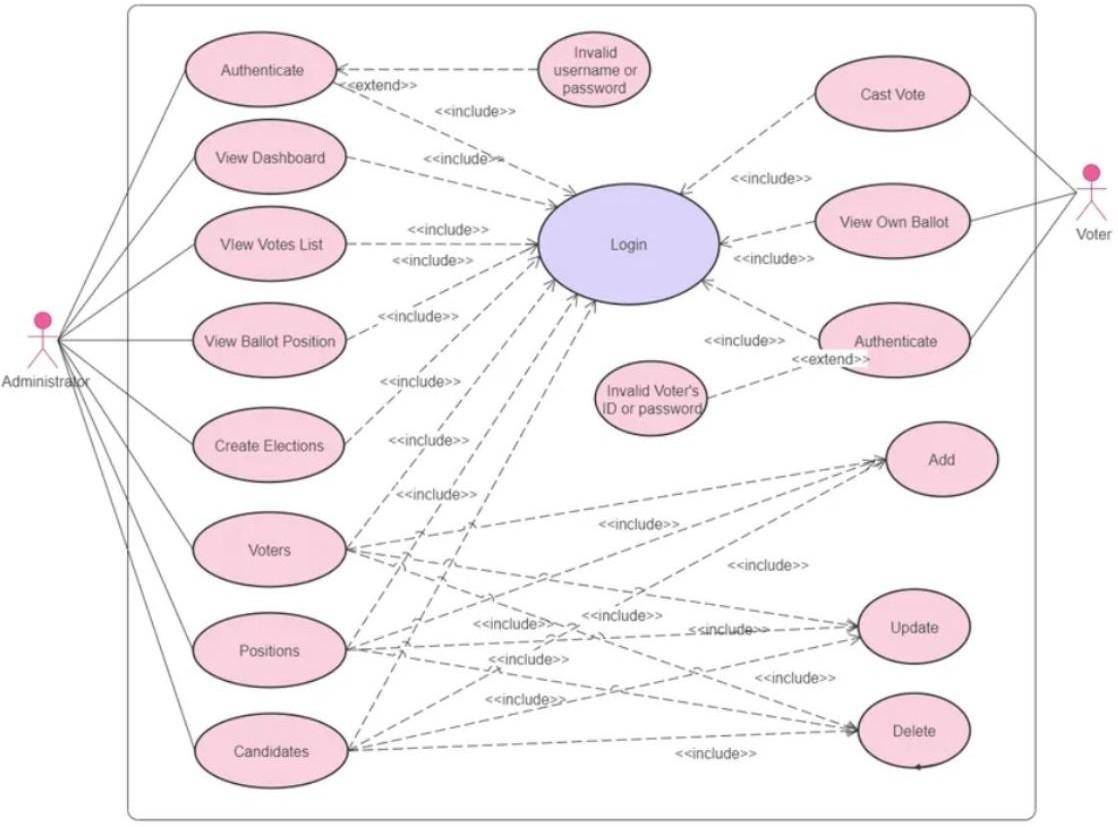 Authenticate
Invalid
username or
password
<<extend>>
Cast Vote
<<include>>
View Dashboard
<<include>>
<<include>>
View Own Ballot
Login
VIew Votes List
<<include>>
<<include>>
<<include>>
Voter
Administrator
View Ballot Position
<<include>>
<<include>>
Authenticate
<<extend>>
<<include>>
Invalid Voter's
ID or password
Create Elections
<<include>>
Add
<<include>>
<<include>>
Voters
<<include>>
<<include>>
<<include>>
<<include>>
Update
Positions
<<include>>
<<include>>
<<include>>
Delete
Candidates
<<include>>